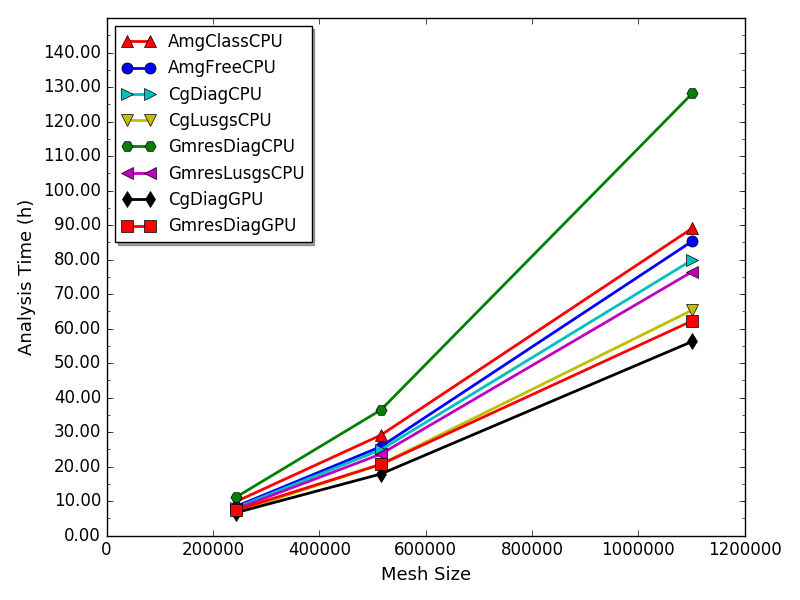 140.00
130.00
120.00
110.00
100.00
90.00
80.00
70.00
60.00
50.00
40.00
30.00
20.00
10.00
0.00
Analysis Time (h)
AmgClassCPU
AmgFreeCPU
CgDiagCPU
CgLusgsCPU
GmresDiagCPU
GmresLusgsCPU
CgDiagGPU
GmresDiagGPU
0 200000 400000 600000 800000 1000000 1200000
Mesh Size